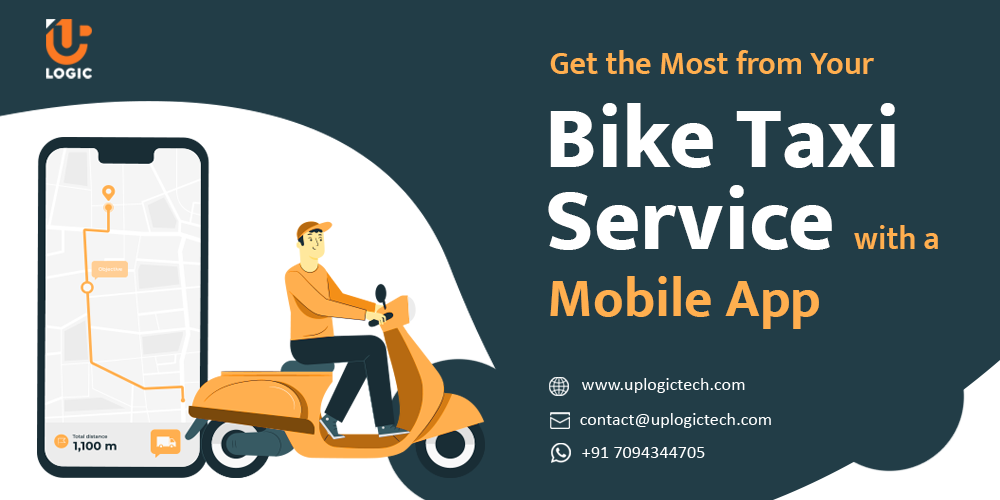 UP
LOGIC
Get the Most from Your
Bike Taxi
Service with a
Mobile App
Objective
Total distance
1,100 m
www.uplogictech.com
contact@uplogictech.com
+91 7094344705